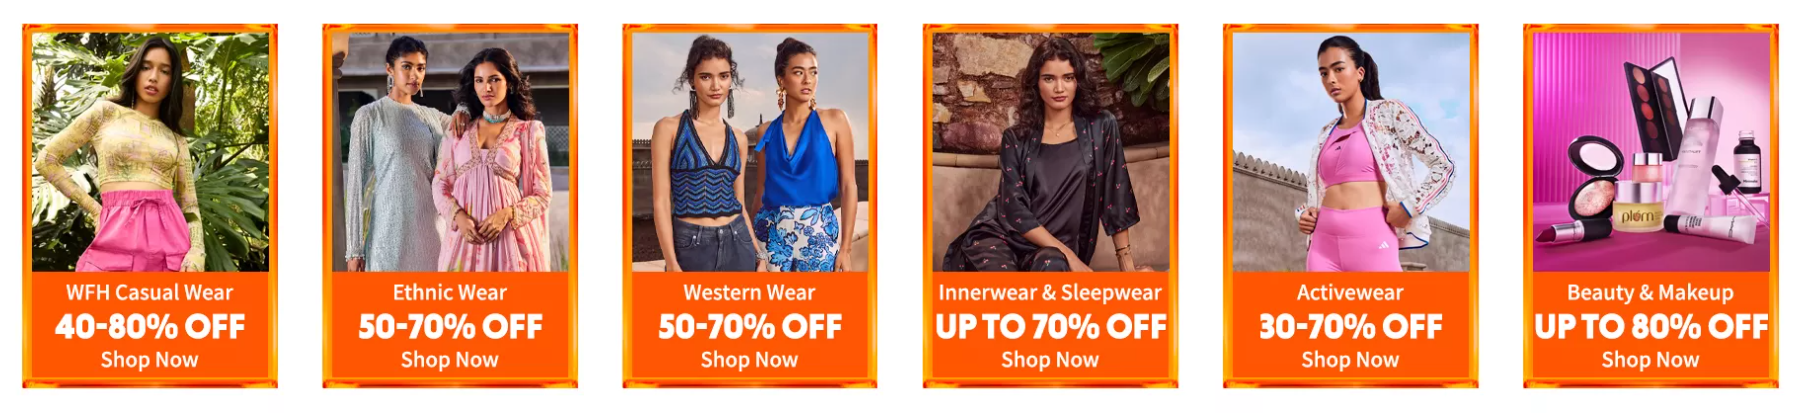 WFH Casual Wear
40-80% OFF
Shop Now
Ethnic Wear
50-70% OFF
Shop Now
Western Wear
50-70% OFF
Shop Now
Innerwear & Sleepwear
UP TO 70% OFF
Shop Now
Activewear
30-70% OFF
Shop Now
plum
Beauty & Makeup
UP TO 80% OFF
Shop Now